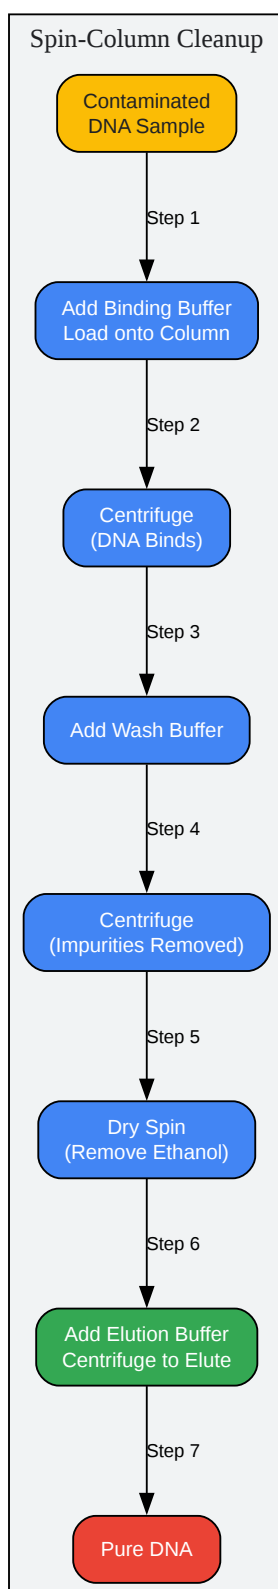 Spin-Column Cleanup
Contaminated
DNA Sample
Step 1
Add Binding Buffer
Load onto Column
Step 2
Centrifuge
(DNA Binds)
Step 3
Add Wash Buffer
Step 4
Centrifuge
(Impurities Removed)
Step 5
Dry Spin
(Remove Ethanol)
Step 6
Add Elution Buffer
Centrifuge to Elute
Step 7
Pure DNA